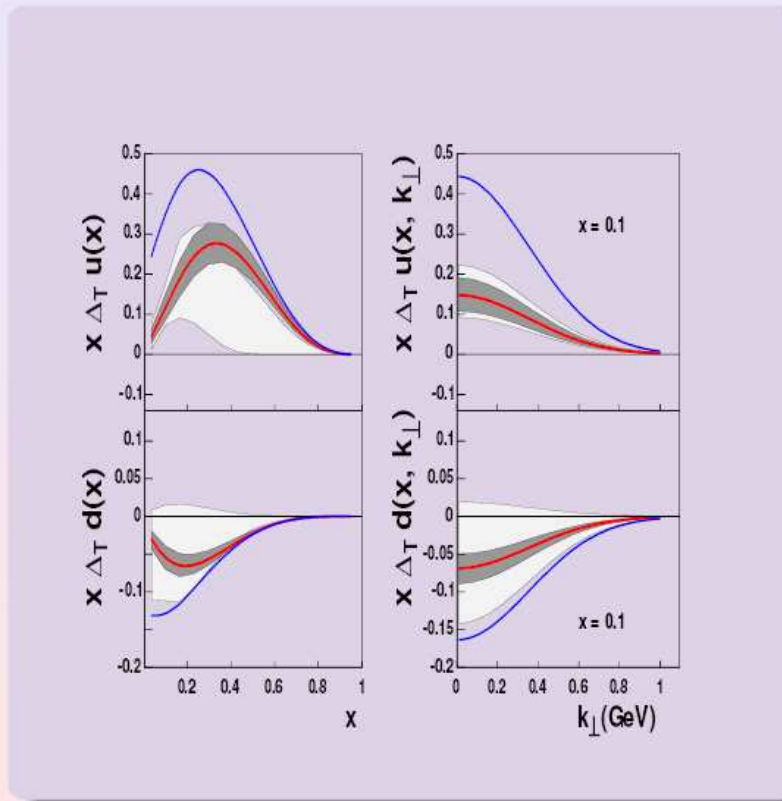 0.5
0.4
0.3
0.2
0.1
0
-0.1
x Δ_T u(x)
0.5
0.4
0.3
0.2
0.1
0
-0.1
x Δ_T u(x, k_⊥)
x = 0.1
0.1
0.05
0
-0.05
-0.1
-0.15
-0.2
x Δ_T d(x)
0.2 0.4 0.6 0.8 1
x
0.1
0.05
0
-0.05
-0.1
-0.15
-0.2
x Δ_T d(x, k_⊥)
x = 0.1
0 0.2 0.4 0.6 0.8 1
k_⊥(GeV)